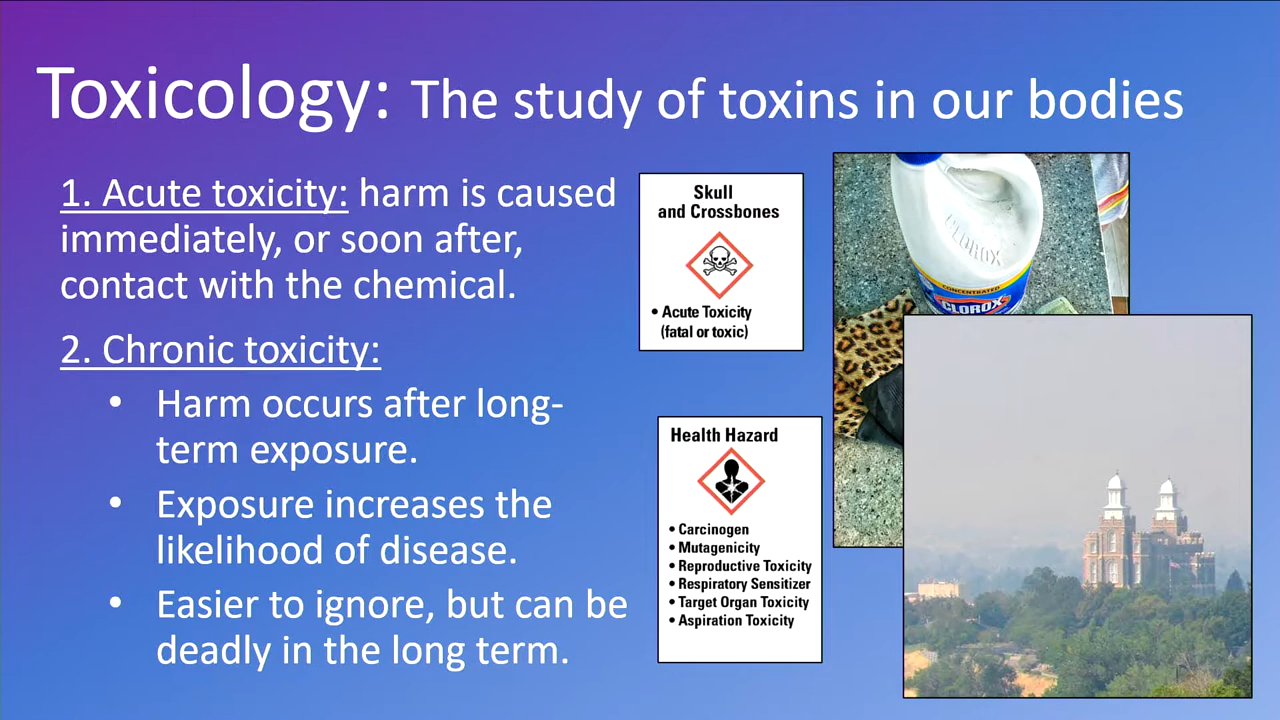 Toxicology: The study of toxins in our bodies
1. Acute toxicity: harm is caused
immediately, or soon after,
contact with the chemical.
2. Chronic toxicity:
• Harm occurs after long-
term exposure.
• Exposure increases the
likelihood of disease.
• Easier to ignore, but can be
deadly in the long term.
Skull
and Crossbones
• Acute Toxicity
(fatal or toxic)
Health Hazard
• Carcinogen
• Mutagenicity
• Reproductive Toxicity
• Respiratory Sensitizer
• Target Organ Toxicity
• Aspiration Toxicity
CLOROX
CONCENTRATED
CLOROX